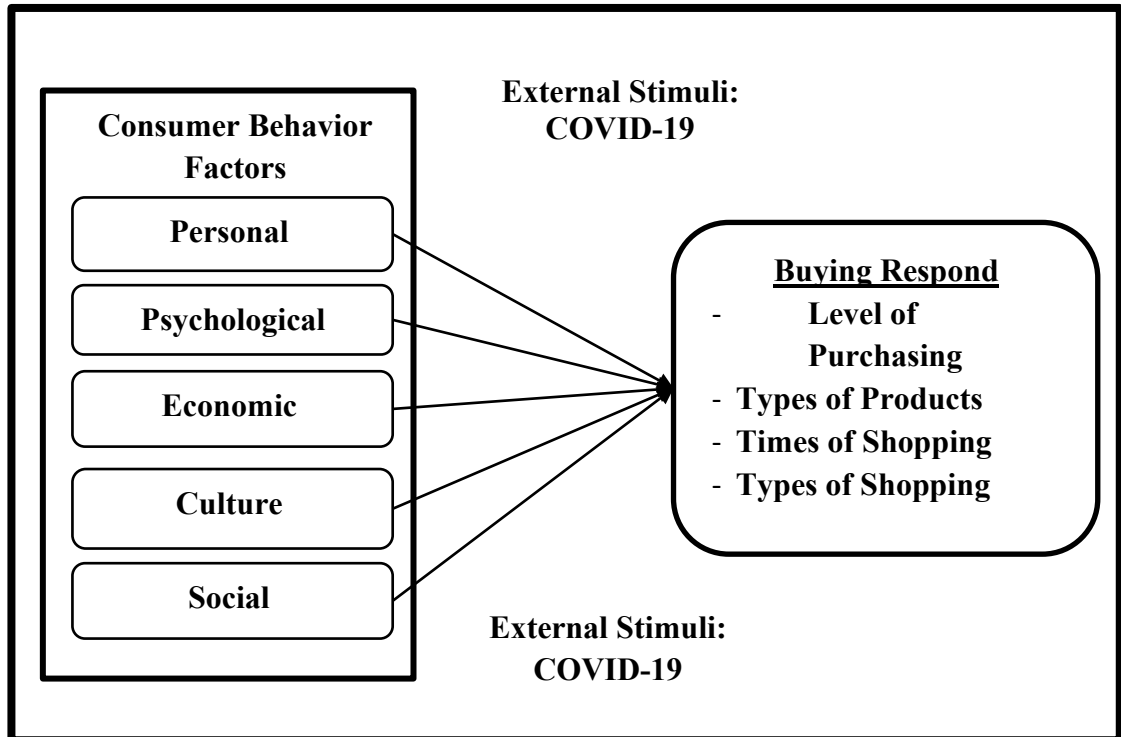 External Stimuli:
COVID-19
Consumer Behavior
Factors
Personal
Psychological
Economic
Culture
Social
Buying Respond
- Level of
Purchasing
- Types of Products
- Times of Shopping
- Types of Shopping
External Stimuli:
COVID-19